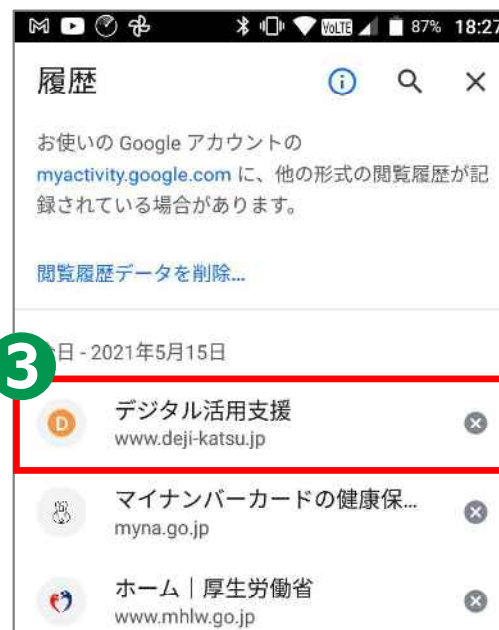 VoLTE 87% 18:27
履歴
お使いの Google アカウントの
myactivity.google.com に、他の形式の閲覧履歴が記
録されている場合があります。
閲覧履歴データを削除...
日 - 2021年5月15日
3
D
デジタル活用支援
www.deji-katsu.jp
マイナンバーカードの健康保...
myna.go.jp
ホーム | 厚生労働省
www.mhlw.go.jp